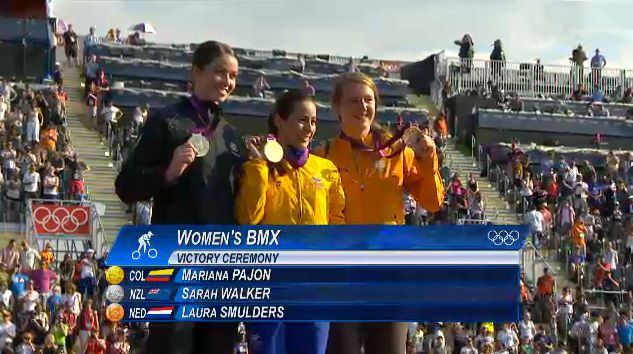 WOMEN'S BMX
VICTORY CEREMONY
COL MARIANA PAJON
NZL SARAH WALKER
NED LAURA SMULDERS